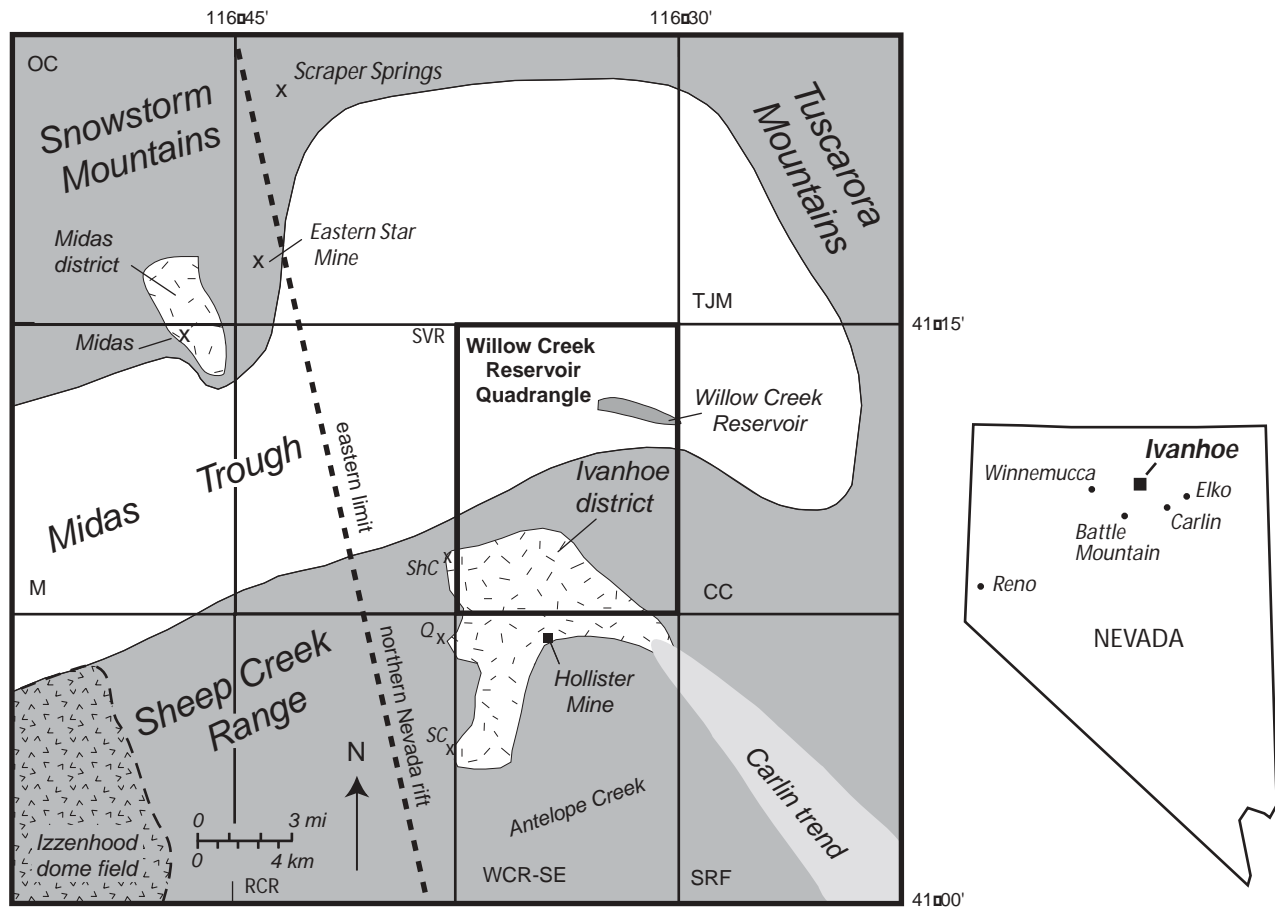 116°45'
116°30'
OC
Scraper Springs
x
Snowstorm
Mountains
Tuscarora
Mountains
Midas
district
Eastern Star
Mine
x
TJM
41°15'
Midas
x
SVR
Willow Creek
Reservoir
Quadrangle
Willow Creek
Reservoir
eastern limit
Midas Trough
Ivanhoe
district
ShC
x
M
CC
Q
x
northern Nevada rift
Sheep Creek
Range
Hollister
Mine
SC
x
N
Carlin trend
Antelope Creek
0 3 mi
0 4 km
Izzenhood
dome field
RCR
WCR-SE
SRF
41°00'
Ivanhoe
Winnemucca
Elko
Carlin
Battle
Mountain
Reno
NEVADA